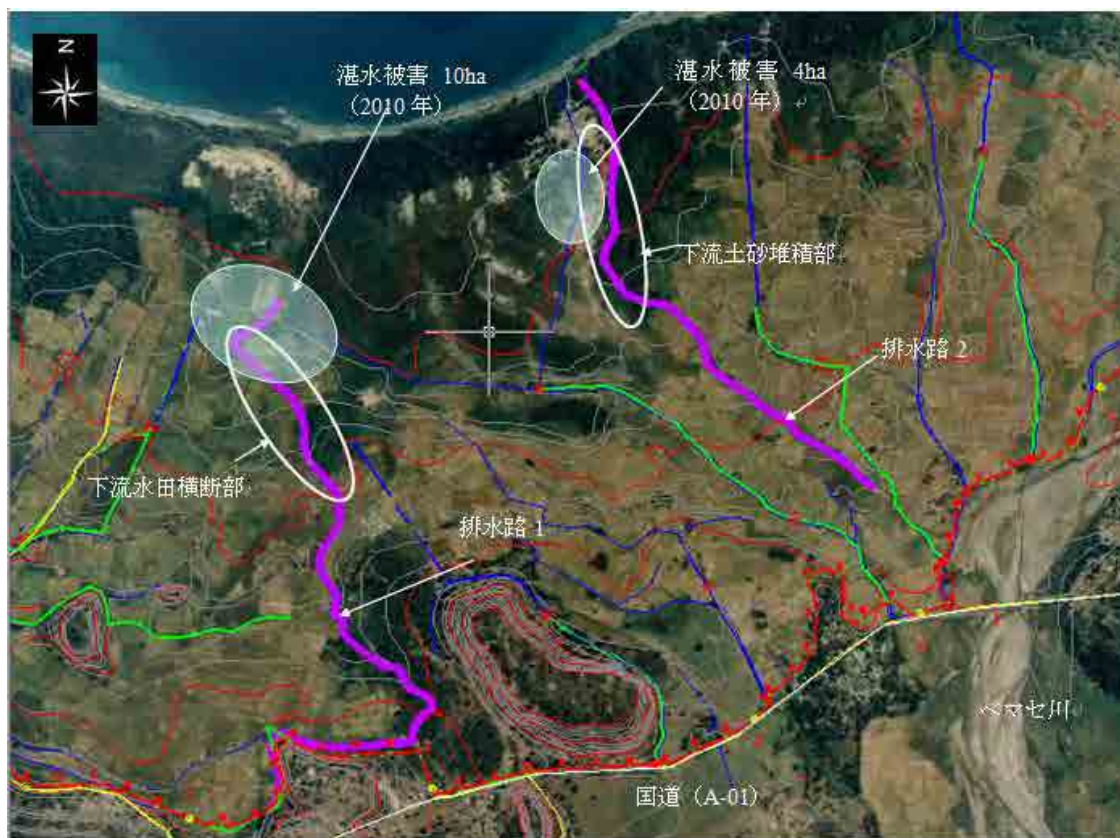 N
湛水被害 10ha
（2010 年）
湛水被害 4ha
（2010 年）
下流土砂堆積部
排水路 2
下流水田横断部
排水路 1
ベマセ川
国道（A-01）